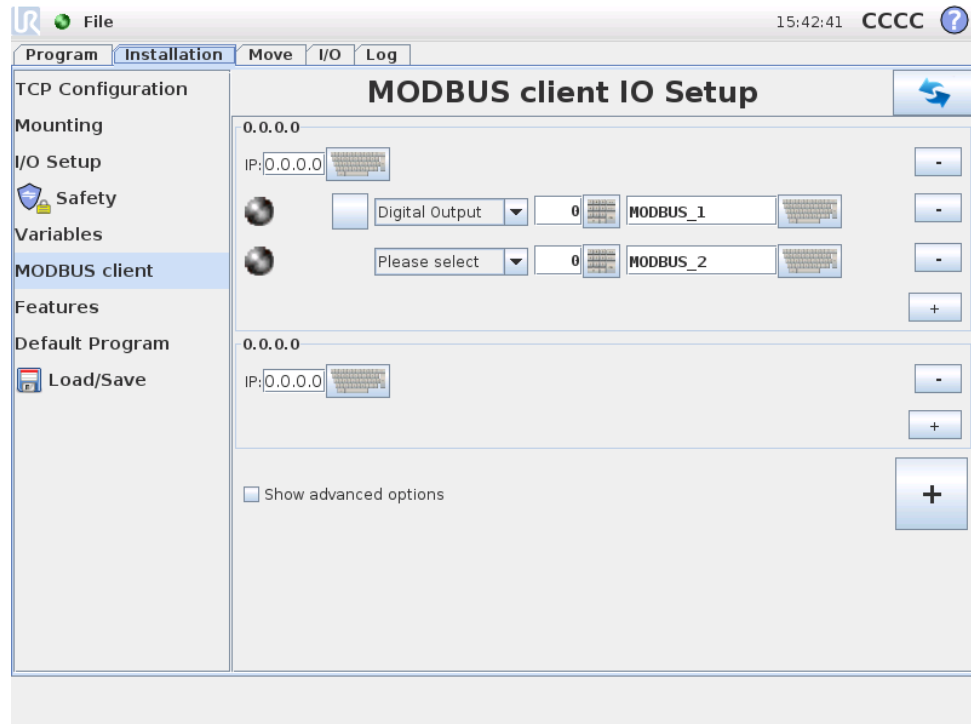 UR File 15:42:41 CCCC ?
Program Installation Move I/O Log
TCP Configuration
Mounting
I/O Setup
Safety
Variables
MODBUS client
Features
Default Program
Load/Save
MODBUS client IO Setup
0.0.0.0
IP: 0.0.0.0 -
Digital Output 0 MODBUS_1 -
Please select 0 MODBUS_2 -
+
0.0.0.0
IP: 0.0.0.0 -
+
Show advanced options +